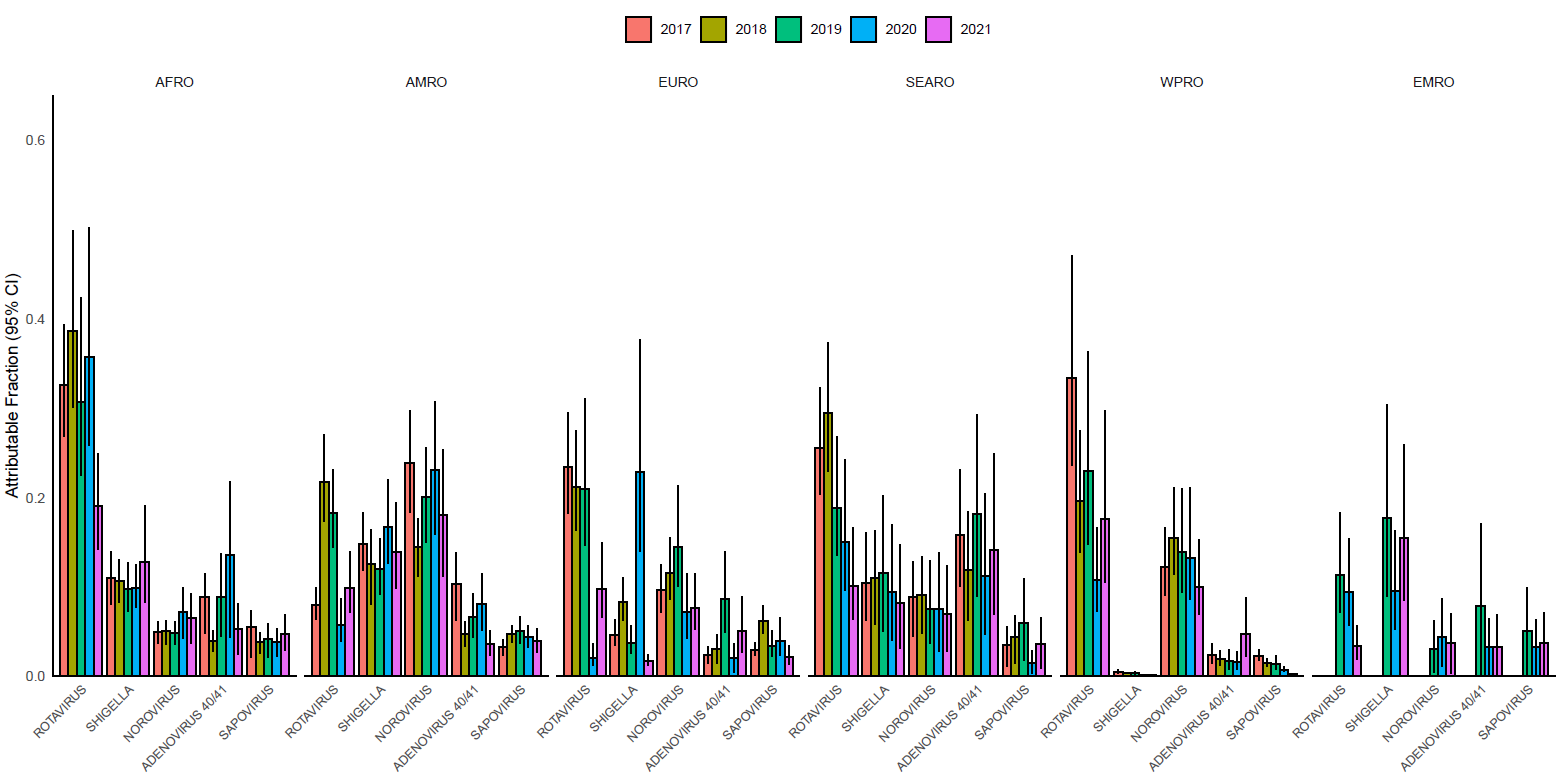 2017 2018 2019 2020 2021
AFRO AMRO EURO SEARO WPRO EMRO
Attributable Fraction (95% CI)
0.6
0.4
0.2
0.0
ROTAVIRUS SHIGELLA NOROVIRUS ADENOVIRUS 40/41 SAPOVIRUS ROTAVIRUS SHIGELLA NOROVIRUS ADENOVIRUS 40/41 SAPOVIRUS ROTAVIRUS SHIGELLA NOROVIRUS ADENOVIRUS 40/41 SAPOVIRUS ROTAVIRUS SHIGELLA NOROVIRUS ADENOVIRUS 40/41 SAPOVIRUS ROTAVIRUS SHIGELLA NOROVIRUS ADENOVIRUS 40/41 SAPOVIRUS ROTAVIRUS SHIGELLA NOROVIRUS ADENOVIRUS 40/41 SAPOVIRUS